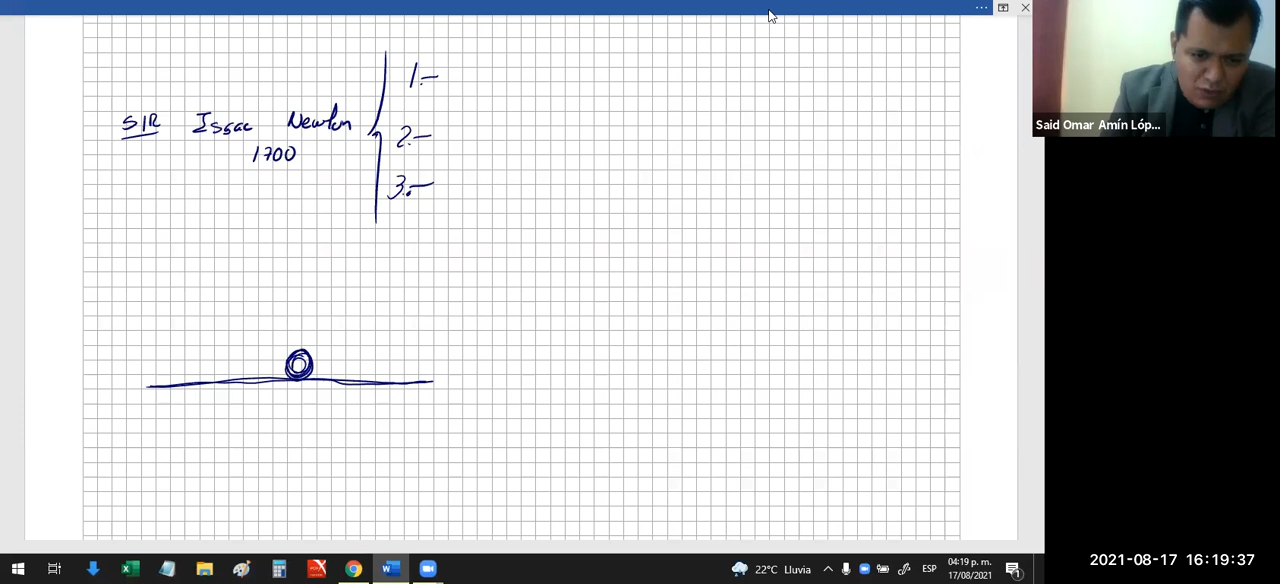 SIR Issac Newton
1700
1.-
2.-
3.-
Said Omar Amín Lóp...
22°C Lluvia
ESP
04:19 p. m.
17/08/2021
1
2021-08-17 16:19:37